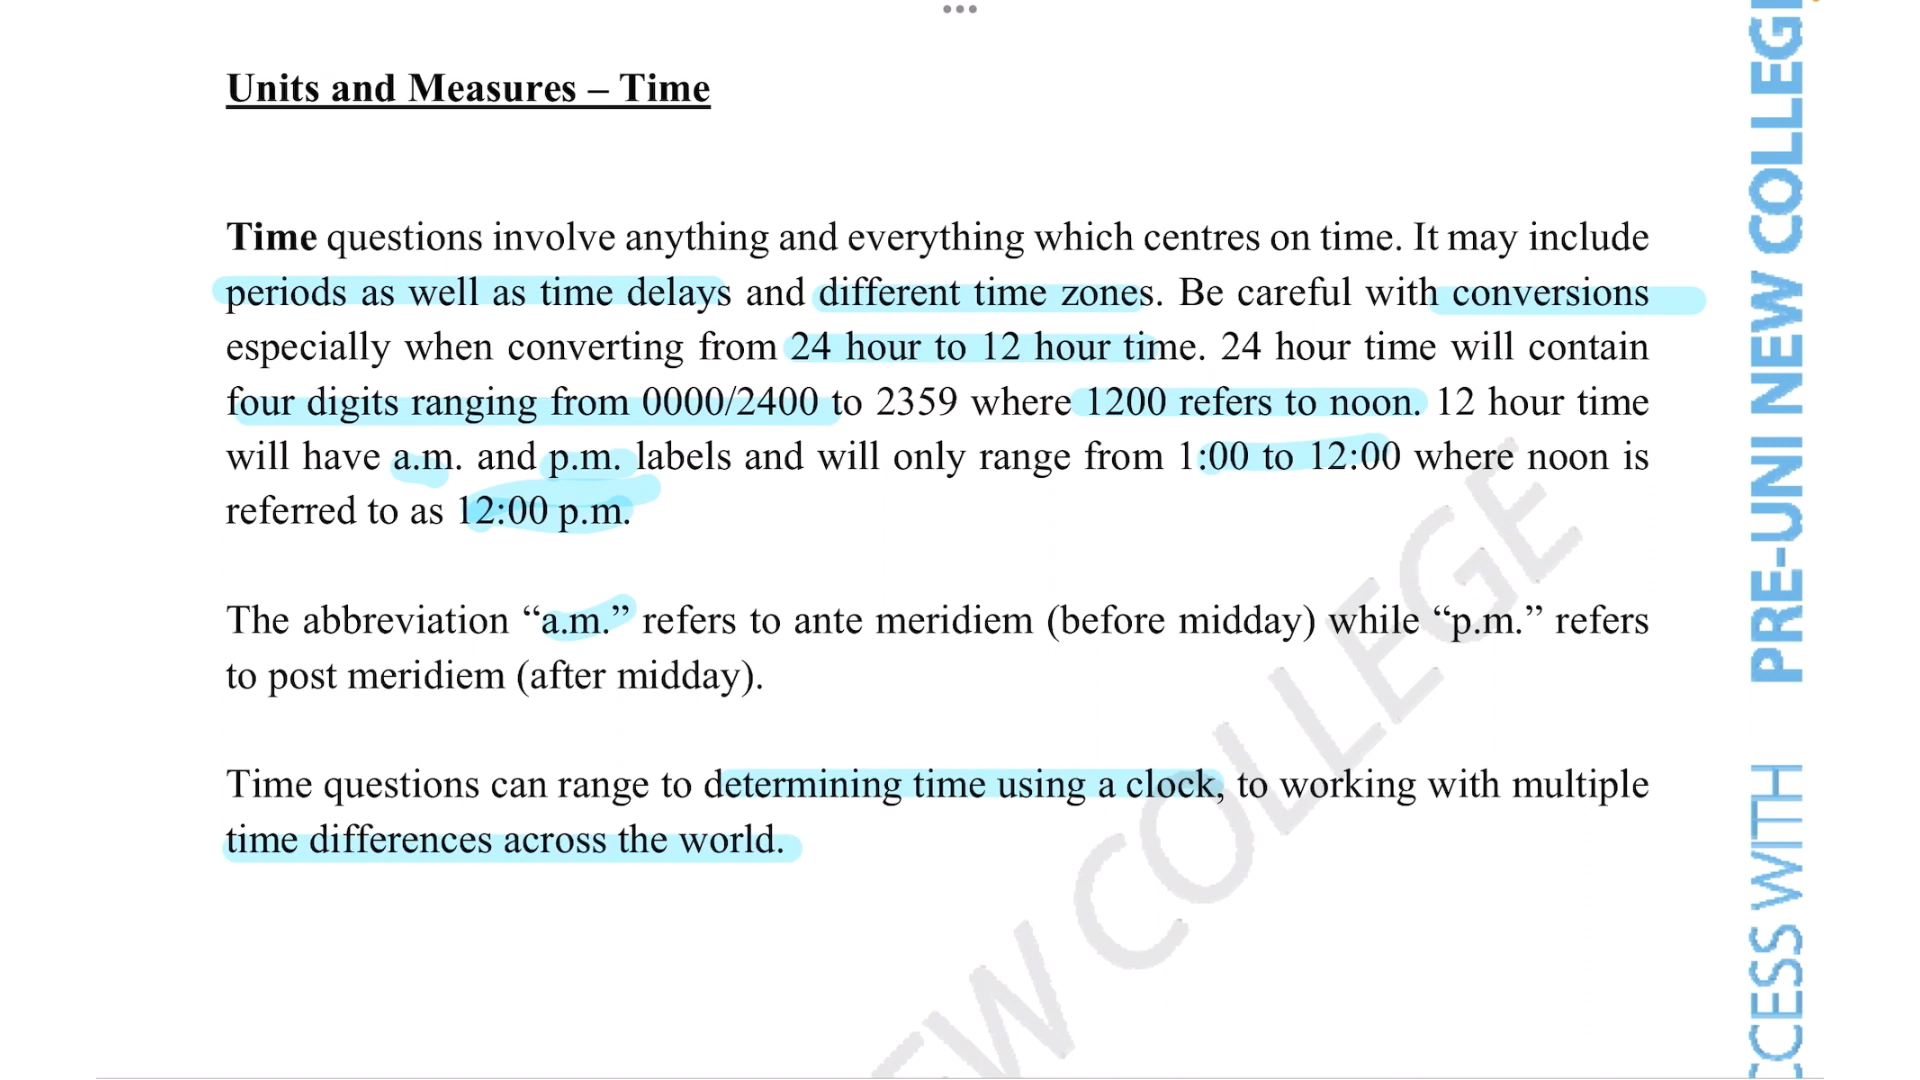 Units and Measures – Time
Time questions involve anything and everything which centres on time. It may include
periods as well as time delays and different time zones. Be careful with conversions
especially when converting from 24 hour to 12 hour time. 24 hour time will contain
four digits ranging from 0000/2400 to 2359 where 1200 refers to noon. 12 hour time
will have a.m. and p.m. labels and will only range from 1:00 to 12:00 where noon is
referred to as 12:00 p.m.
The abbreviation “a.m.” refers to ante meridiem (before midday) while “p.m.” refers
to post meridiem (after midday).
Time questions can range to determining time using a clock, to working with multiple
time differences across the world.
CCESS WITH PRE-UNI NEW COLLEG
EW COLLEGE